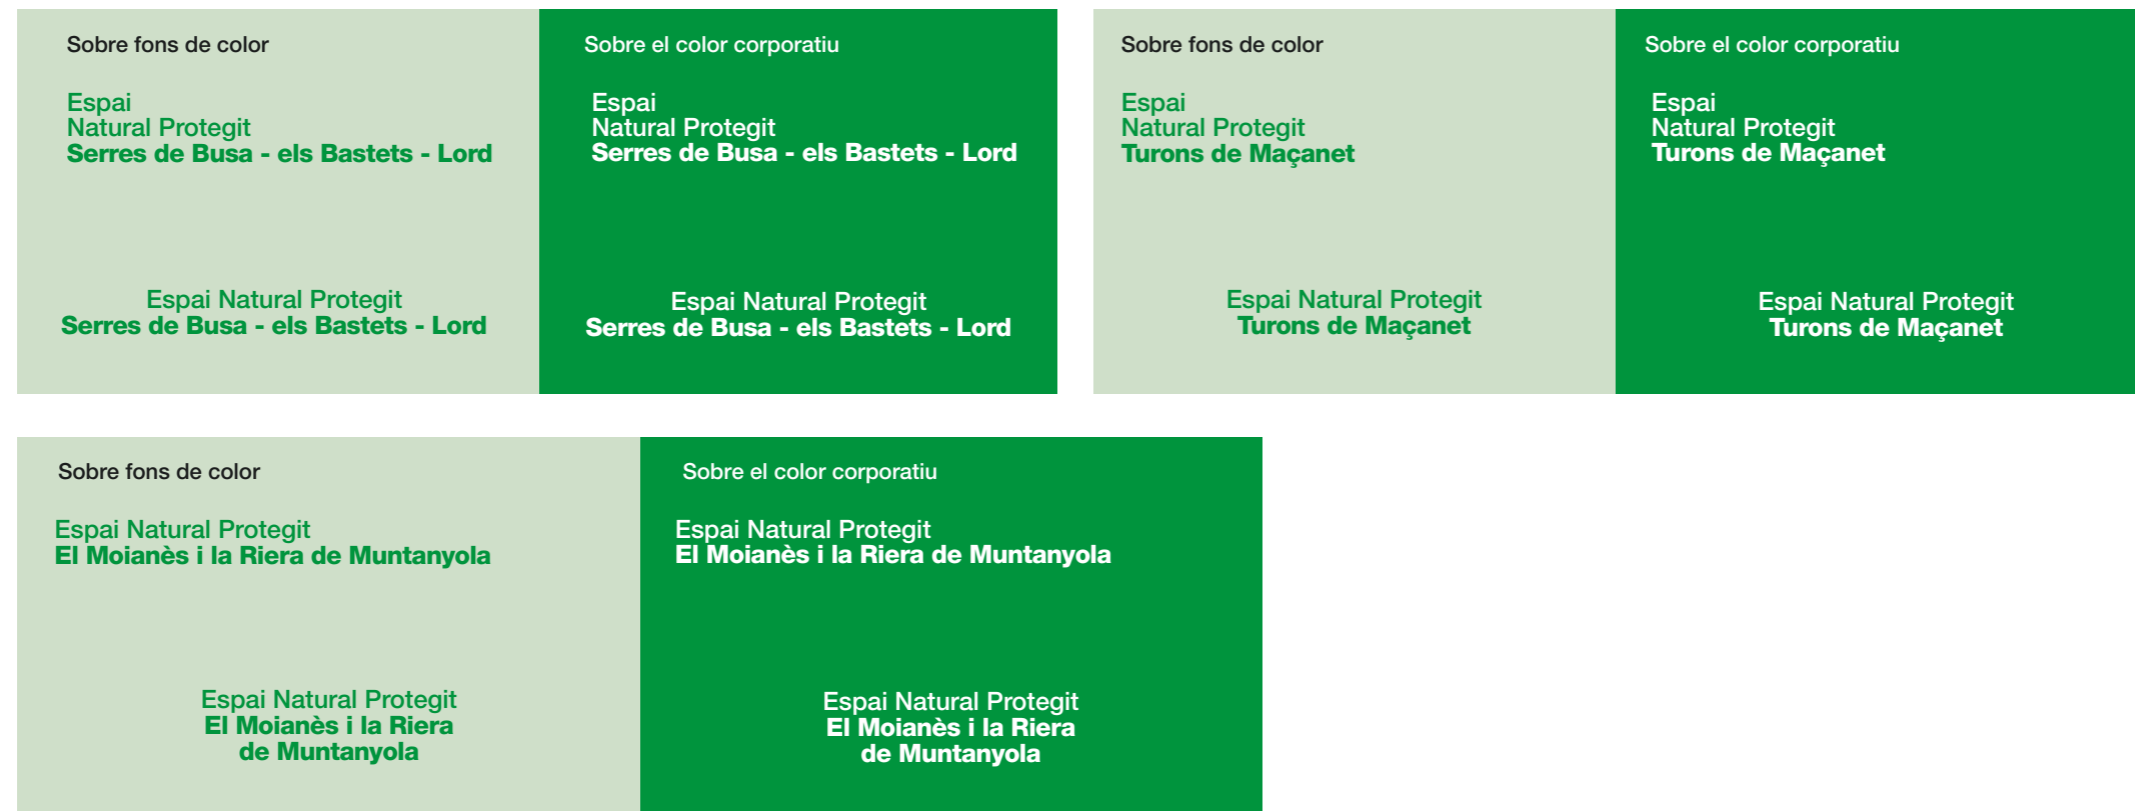 Sobre fons de color
Espai
Natural Protegit
Serres de Busa - els Bastets - Lord
Espai Natural Protegit
Serres de Busa - els Bastets - Lord
Sobre el color corporatiu
Espai
Natural Protegit
Serres de Busa - els Bastets - Lord
Espai Natural Protegit
Serres de Busa - els Bastets - Lord
Sobre fons de color
Espai
Natural Protegit
Turons de Maçanet
Espai Natural Protegit
Turons de Maçanet
Sobre el color corporatiu
Espai
Natural Protegit
Turons de Maçanet
Espai Natural Protegit
Turons de Maçanet
Sobre fons de color
Espai Natural Protegit
El Moianès i la Riera de Muntanyola
Espai Natural Protegit
El Moianès i la Riera
de Muntanyola
Sobre el color corporatiu
Espai Natural Protegit
El Moianès i la Riera de Muntanyola
Espai Natural Protegit
El Moianès i la Riera
de Muntanyola